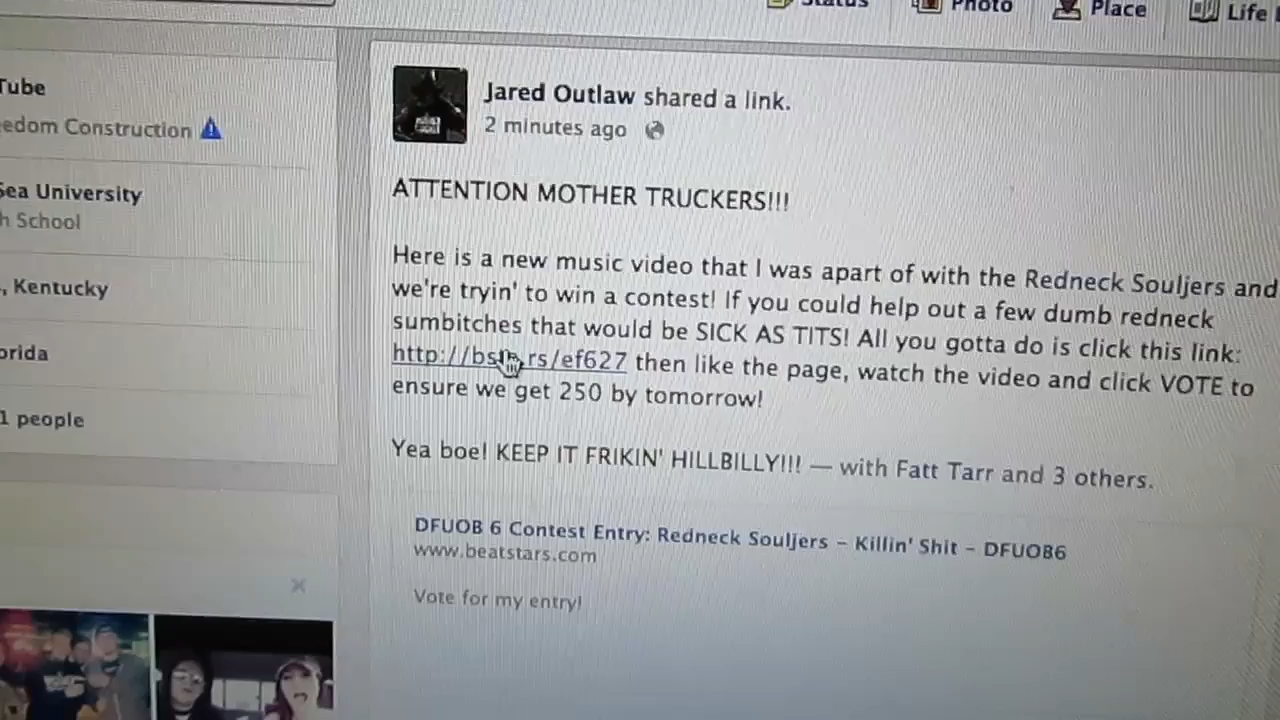 Status
Photo
Place
Life
Tube
edom Construction
Sea University
h School
, Kentucky
orida
1 people
Jared Outlaw shared a link.
2 minutes ago
ATTENTION MOTHER TRUCKERS!!!
Here is a new music video that I was apart of with the Redneck Souljers and
we're tryin' to win a contest! If you could help out a few dumb redneck
sumbitches that would be SICK AS TITS! All you gotta do is click this link:
then like the page, watch the video and click VOTE to
ensure we get 250 by tomorrow!
Yea boe! KEEP IT FRIKIN' HILLBILLY!!! — with Fatt Tarr and 3 others.
DFUOB 6 Contest Entry: Redneck Souljers - Killin' Shit - DFUOB6
www.beatstars.com
Vote for my entry!